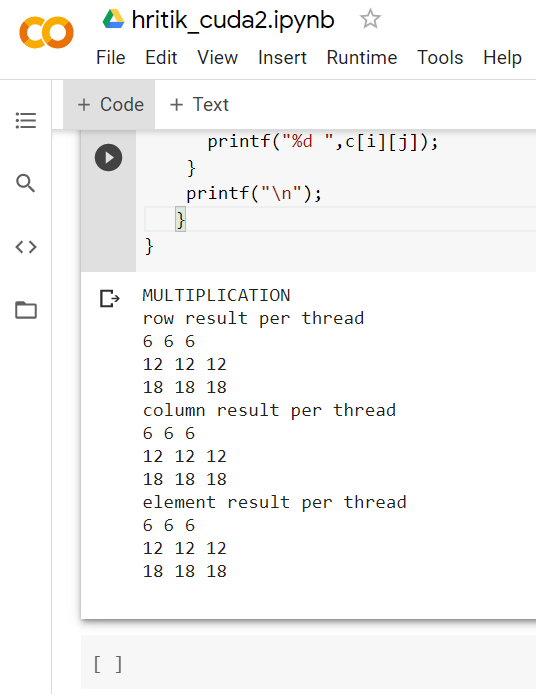 hritik_cuda2.ipynb
File Edit View Insert Runtime Tools Help
+ Code + Text
printf("%d ",c[i][j]);
}
printf("\n");
}
}
MULTIPLICATION
row result per thread
6 6 6
12 12 12
18 18 18
column result per thread
6 6 6
12 12 12
18 18 18
element result per thread
6 6 6
12 12 12
18 18 18
[ ]